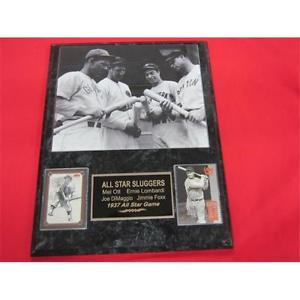 ALL STAR SLUGGERS
Mel Ott Ernie Lombardi
Joe DiMaggio Jimmie Foxx
1937 All Star Game